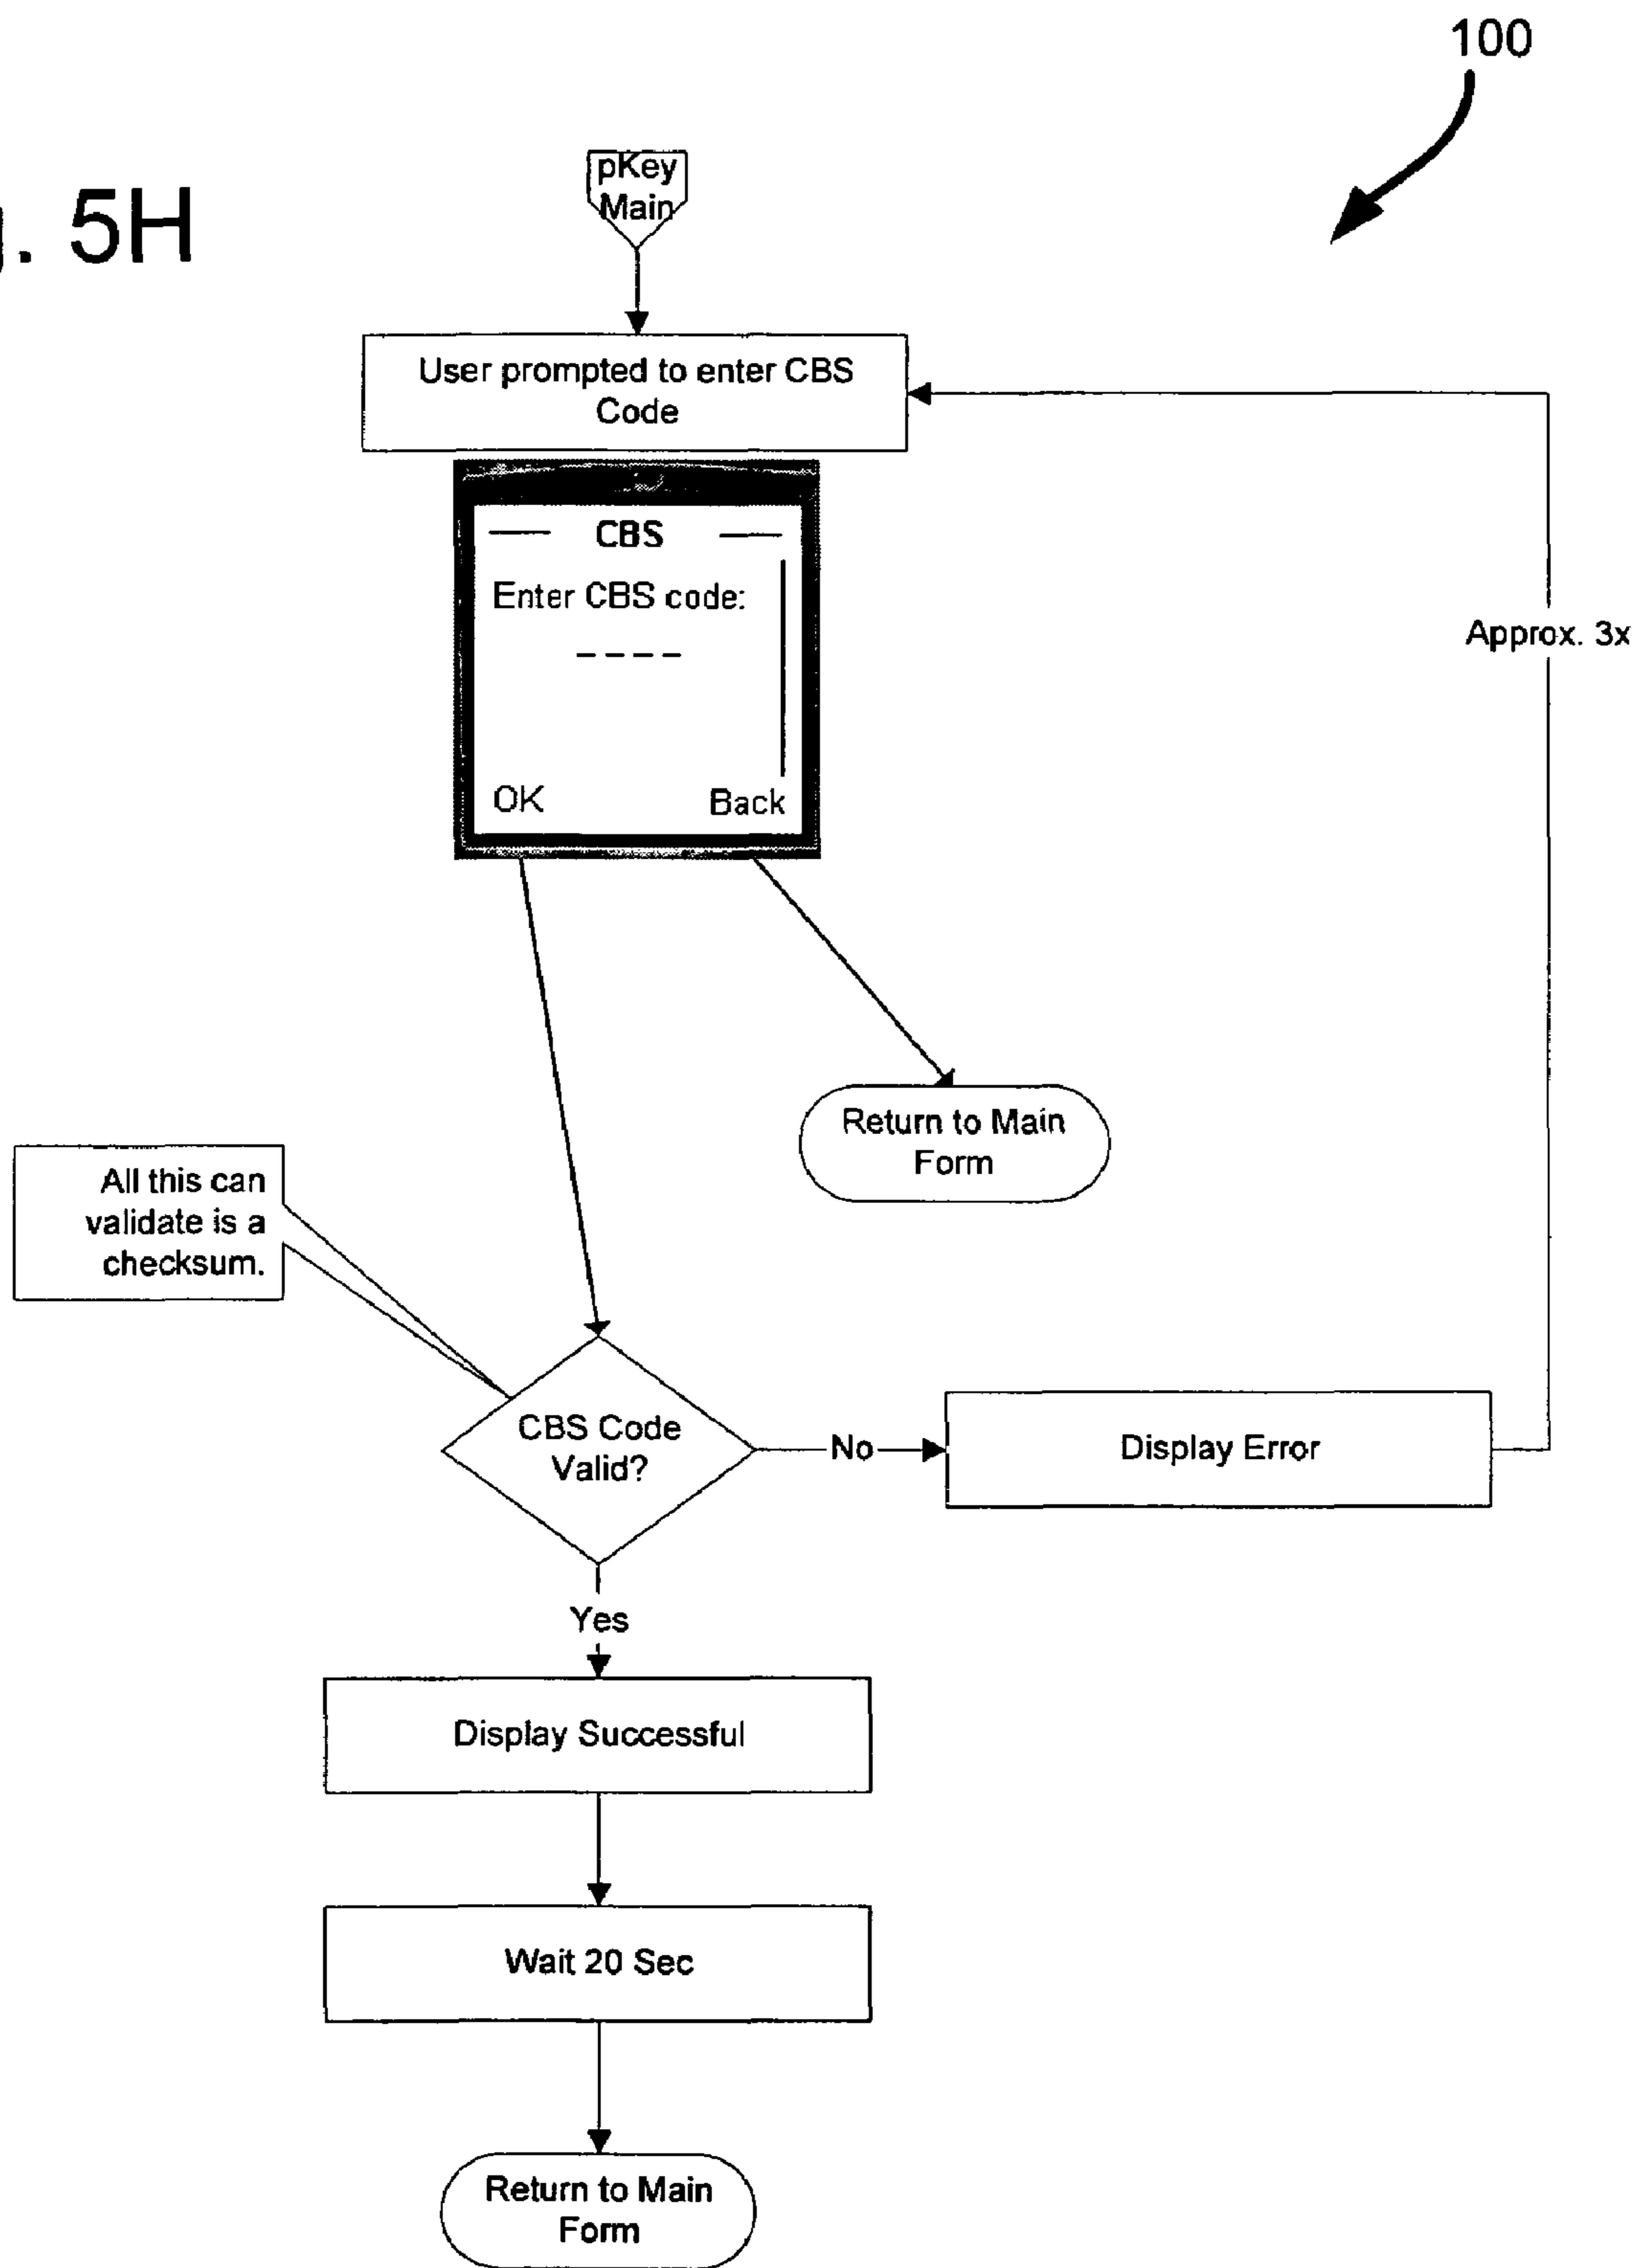 100
. 5H
pKey
Main
User prompted to enter CBS
Code
CBS
Enter CBS code:
----
OK
Back
Approx. 3x
Return to Main
Form
All this can
validate is a
checksum.
CBS Code
Valid?
No
Display Error
Yes
Display Successful
Wait 20 Sec
Return to Main
Form